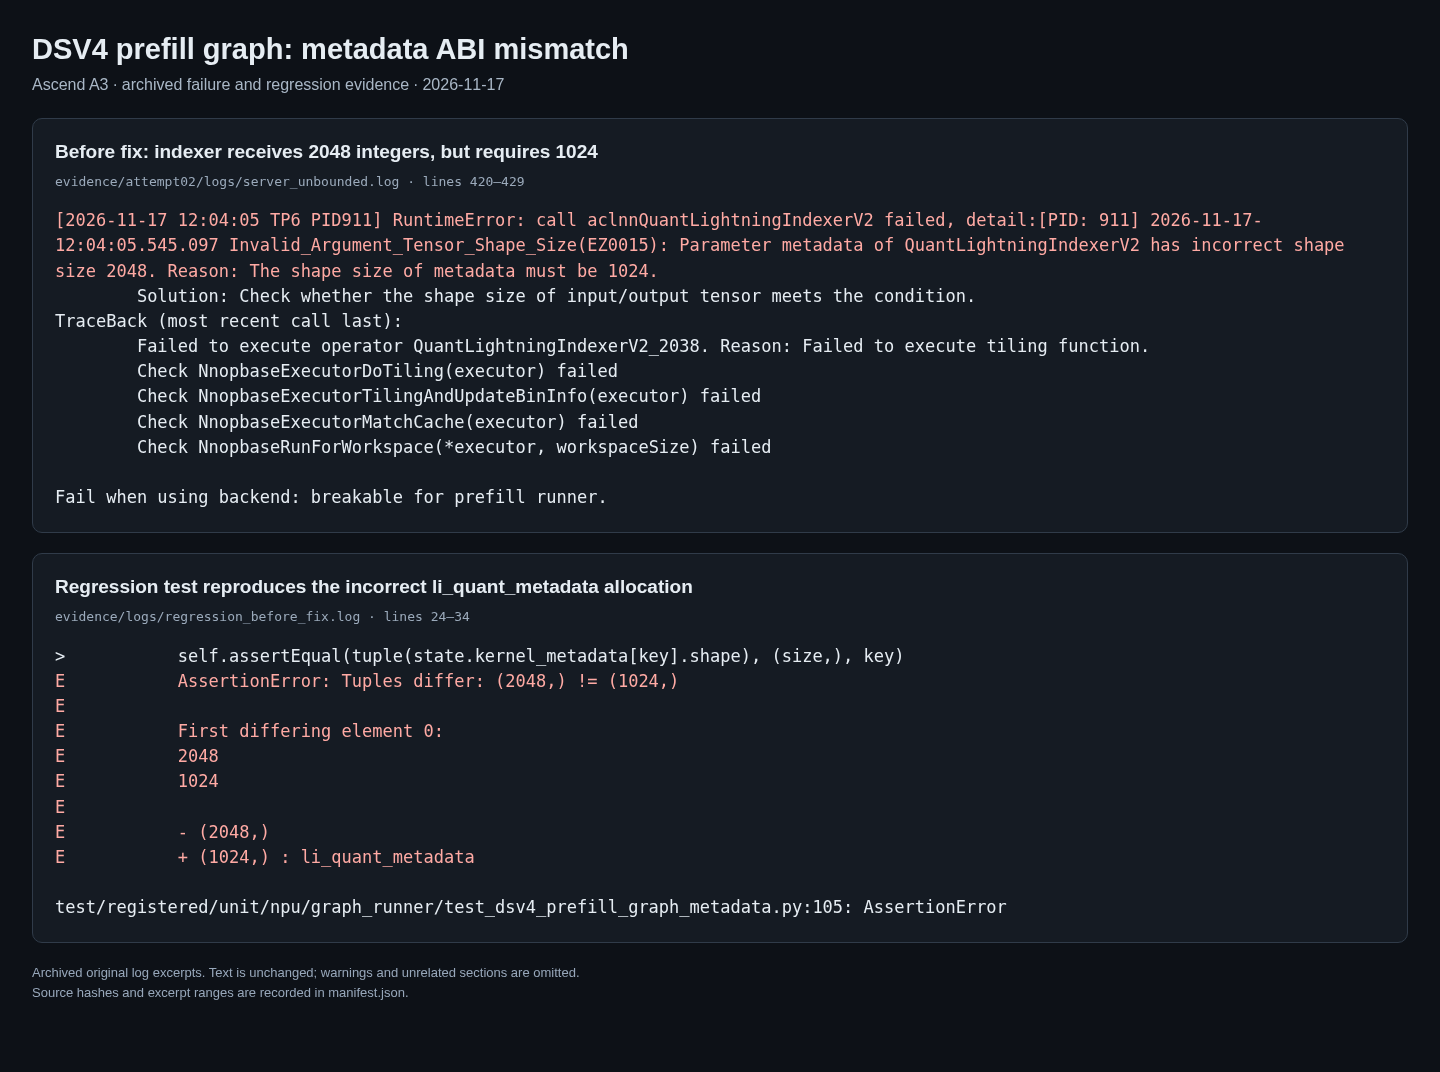 DSV4 prefill graph: metadata ABI mismatch
Ascend A3 · archived failure and regression evidence · 2026-11-17
Before fix: indexer receives 2048 integers, but requires 1024
evidence/attempt02/logs/server_unbounded.log · lines 420–429
[2026-11-17 12:04:05 TP6 PID911] RuntimeError: call aclnnQuantLightningIndexerV2 failed, detail:[PID: 911] 2026-11-17-
12:04:05.545.097 Invalid_Argument_Tensor_Shape_Size(EZ0015): Parameter metadata of QuantLightningIndexerV2 has incorrect shape
size 2048. Reason: The shape size of metadata must be 1024.
        Solution: Check whether the shape size of input/output tensor meets the condition.
TraceBack (most recent call last):
        Failed to execute operator QuantLightningIndexerV2_2038. Reason: Failed to execute tiling function.
        Check NnopbaseExecutorDoTiling(executor) failed
        Check NnopbaseExecutorTilingAndUpdateBinInfo(executor) failed
        Check NnopbaseExecutorMatchCache(executor) failed
        Check NnopbaseRunForWorkspace(*executor, workspaceSize) failed
Fail when using backend: breakable for prefill runner.
Regression test reproduces the incorrect li_quant_metadata allocation
evidence/logs/regression_before_fix.log · lines 24–34
>           self.assertEqual(tuple(state.kernel_metadata[key].shape), (size,), key)
E           AssertionError: Tuples differ: (2048,) != (1024,)
E
E           First differing element 0:
E           2048
E           1024
E
E           - (2048,)
E           + (1024,) : li_quant_metadata
test/registered/unit/npu/graph_runner/test_dsv4_prefill_graph_metadata.py:105: AssertionError
Archived original log excerpts. Text is unchanged; warnings and unrelated sections are omitted.
Source hashes and excerpt ranges are recorded in manifest.json.